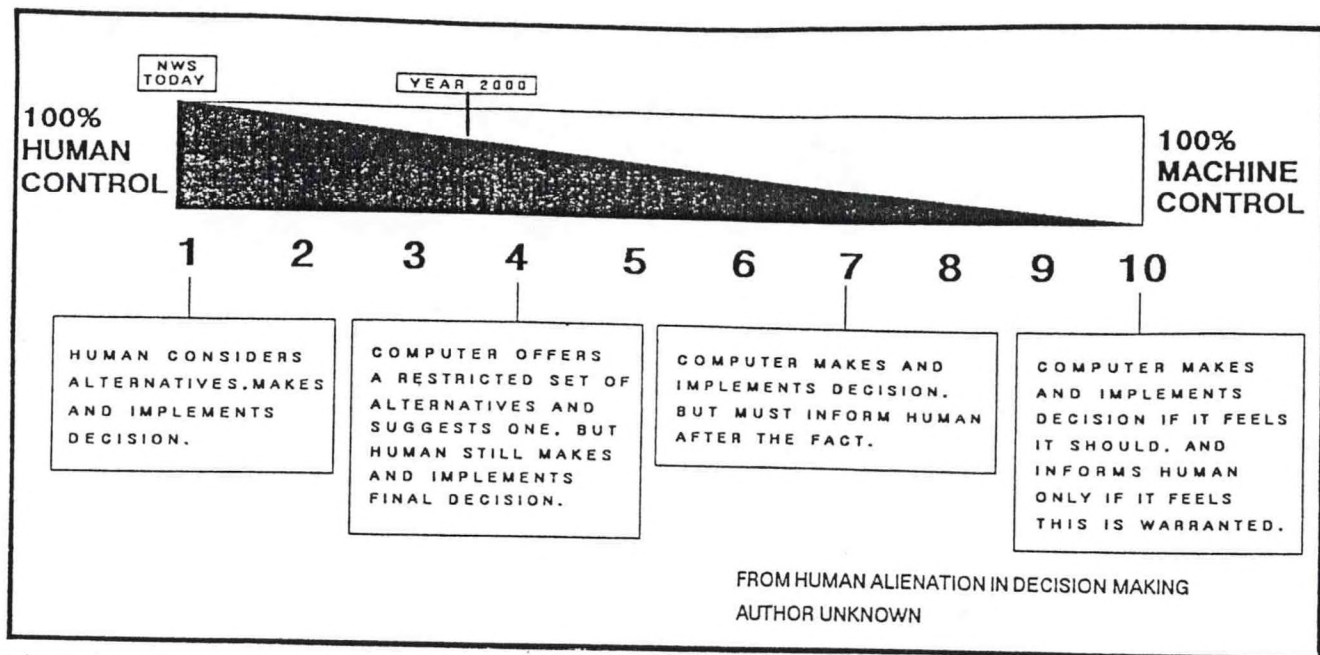 NWS
TODAY
YEAR 2000
100%
HUMAN
CONTROL
100%
MACHINE
CONTROL
1 2 3 4 5 6 7 8 9 10
HUMAN CONSIDERS
ALTERNATIVES. MAKES
AND IMPLEMENTS
DECISION.
COMPUTER OFFERS
A RESTRICTED SET OF
ALTERNATIVES AND
SUGGESTS ONE, BUT
HUMAN STILL MAKES
AND IMPLEMENTS
FINAL DECISION.
COMPUTER MAKES AND
IMPLEMENTS DECISION.
BUT MUST INFORM HUMAN
AFTER THE FACT.
COMPUTER MAKES
AND IMPLEMENTS
DECISION IF IT FEELS
IT SHOULD, AND
INFORMS HUMAN
ONLY IF IT FEELS
THIS IS WARRANTED.
FROM HUMAN ALIENATION IN DECISION MAKING
AUTHOR UNKNOWN